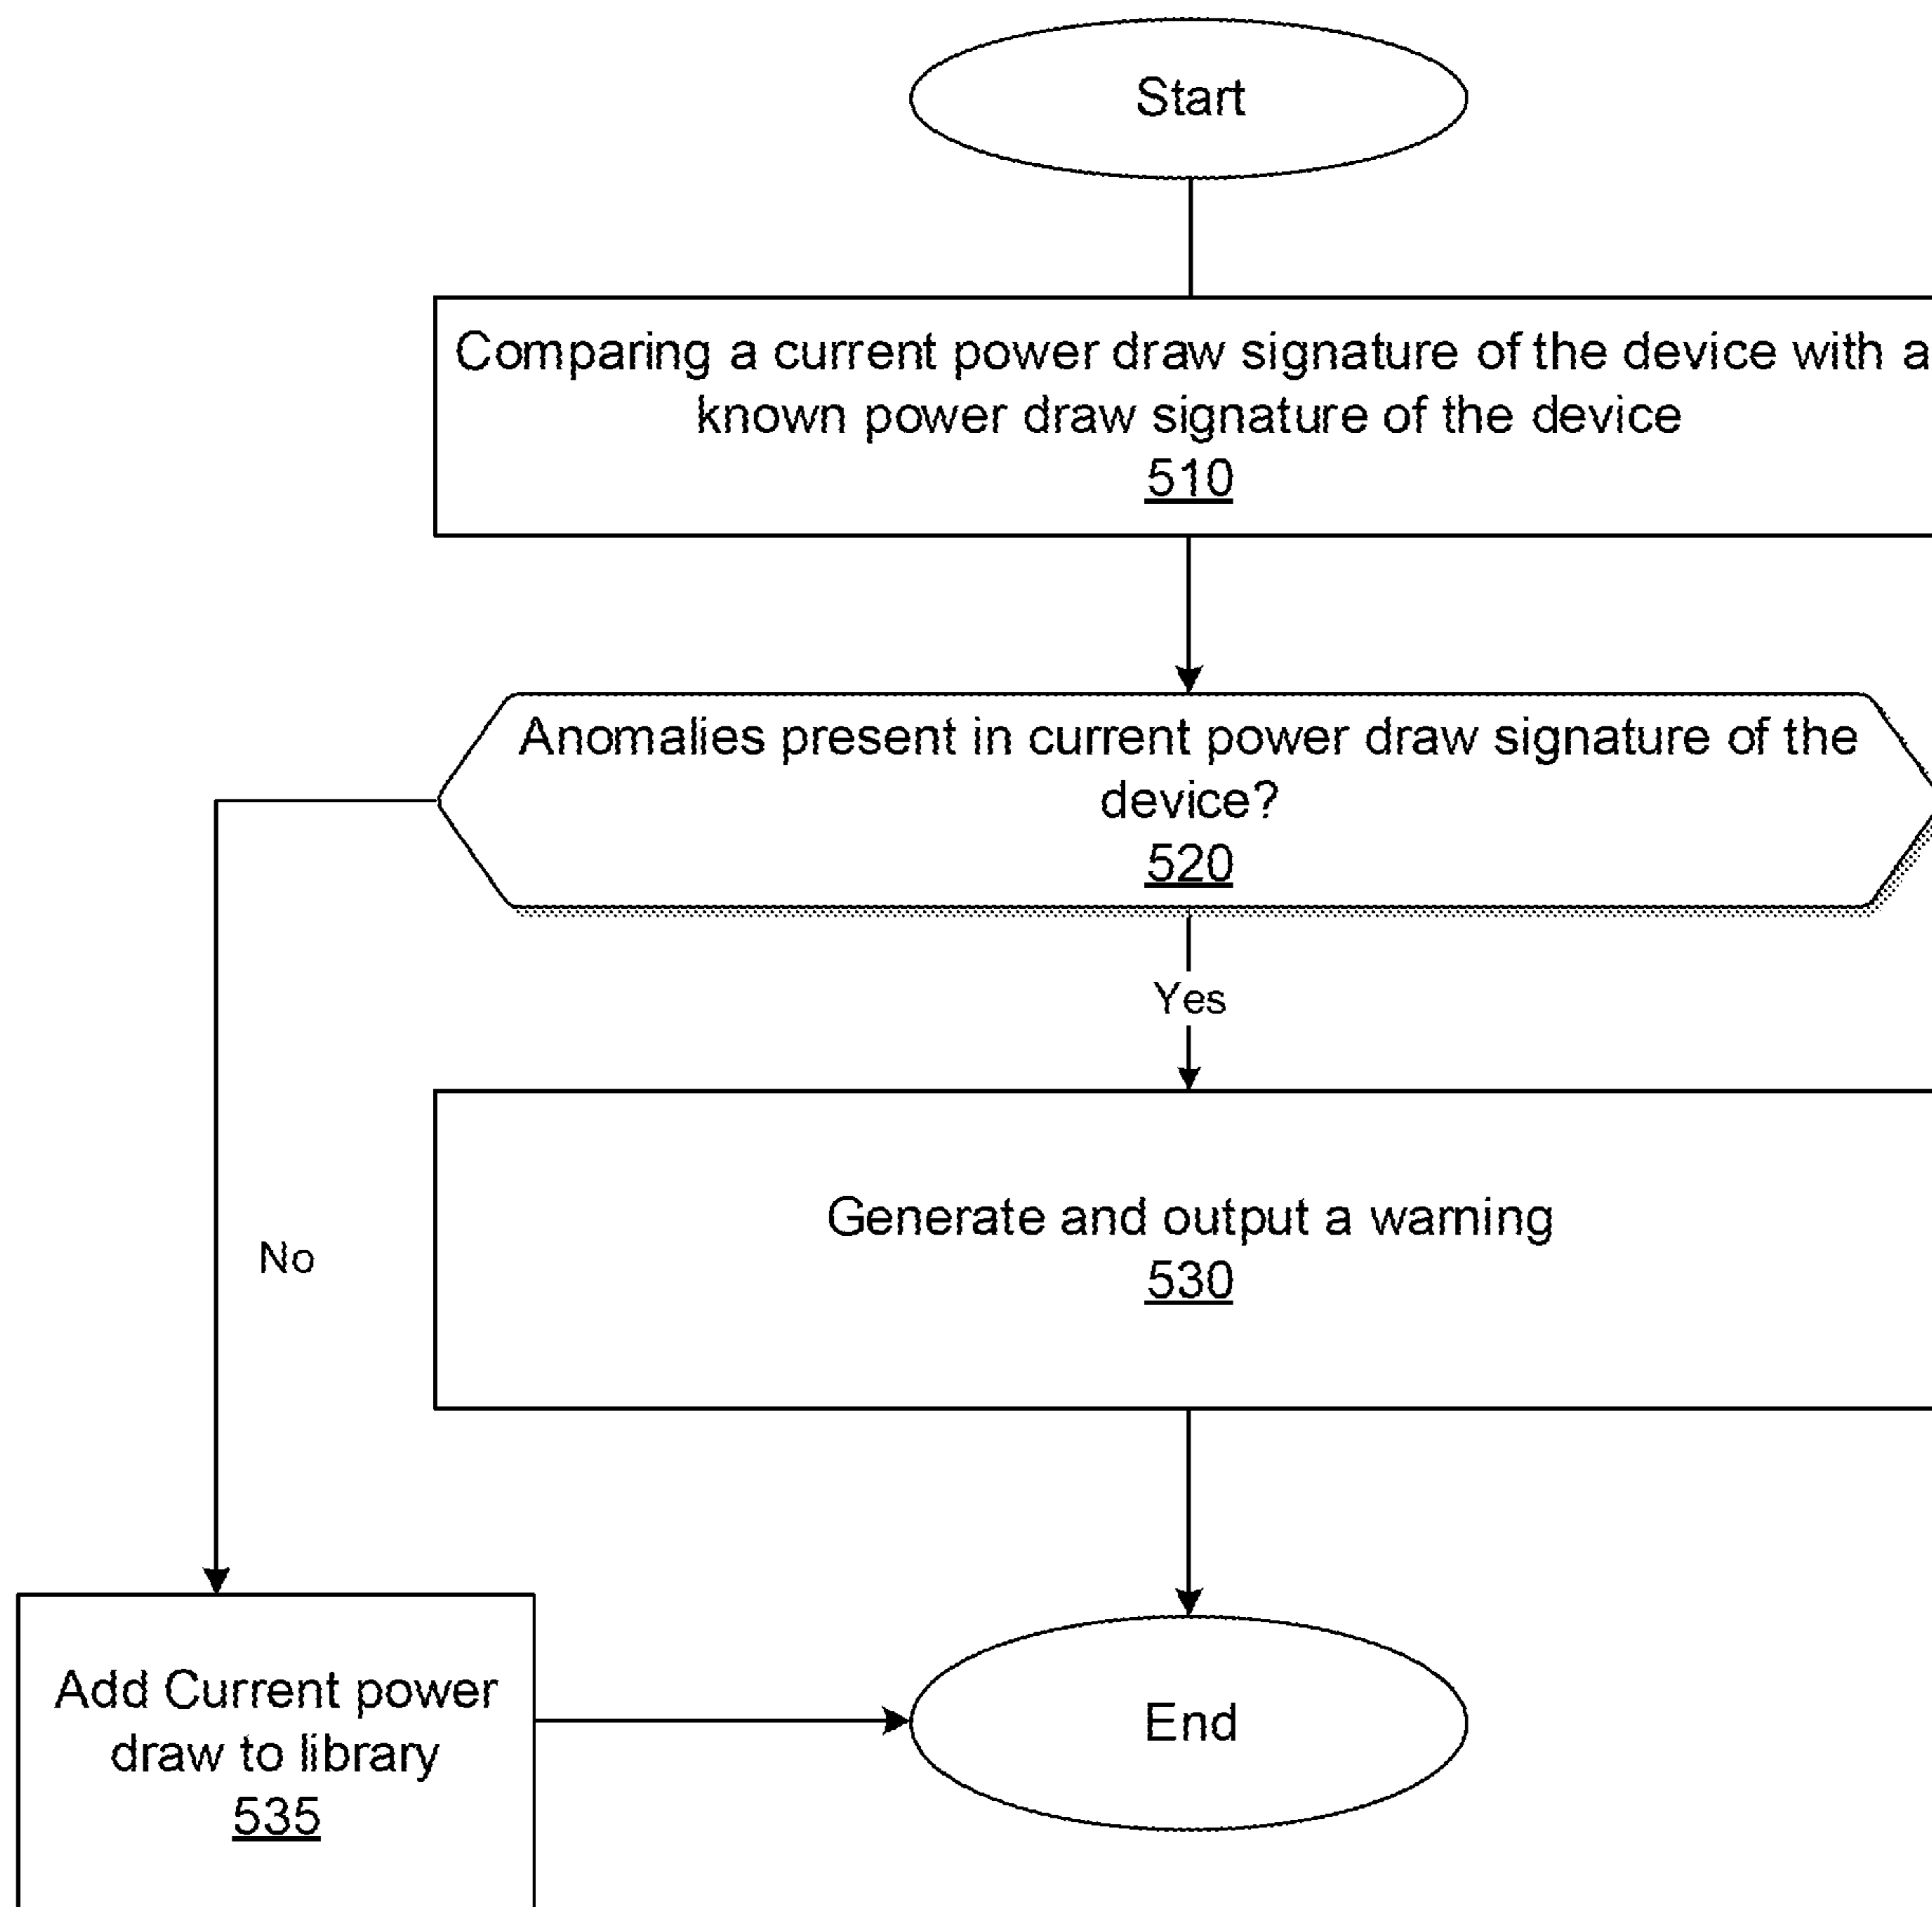 Start
Comparing a current power draw signature of the device with a
known power draw signature of the device
510
Anomalies present in current power draw signature of the
device?
520
Yes
No
Generate and output a warning
530
Add Current power
draw to library
535
End